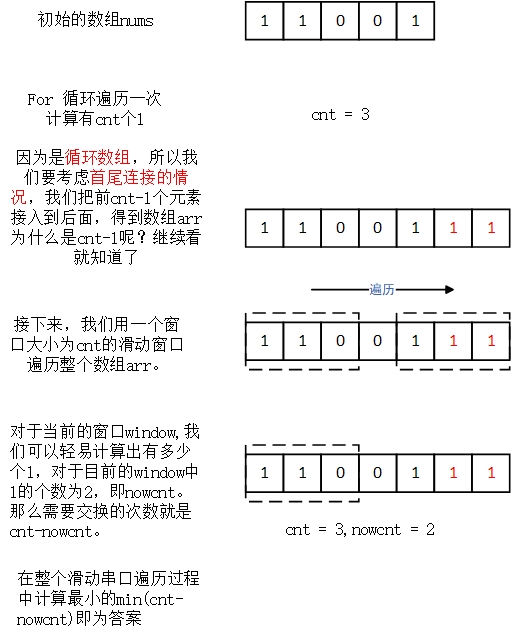 初始的数组nums
1 1 0 0 1
For 循环遍历一次
计算有cnt个1
cnt = 3
因为是循环数组，所以我
们要考虑首尾连接的情
况，我们把前cnt-1个元素
接入到后面，得到数组arr
为什么是cnt-1呢？继续看
就知道了
1 1 0 0 1 1 1
遍历
接下来，我们用一个窗
口大小为cnt的滑动窗口
遍历整个数组arr。
1 1 0 0 1 1 1
对于当前的窗口window,我
们可以轻易计算出有多少
个1，对于目前的window中
1的个数为2，即nowcnt。
那么需要交换的次数就是
cnt-nowcnt。
1 1 0 0 1 1 1
cnt = 3,nowcnt = 2
在整个滑动串口遍历过程
中计算最小的min(cnt-
nowcnt)即为答案